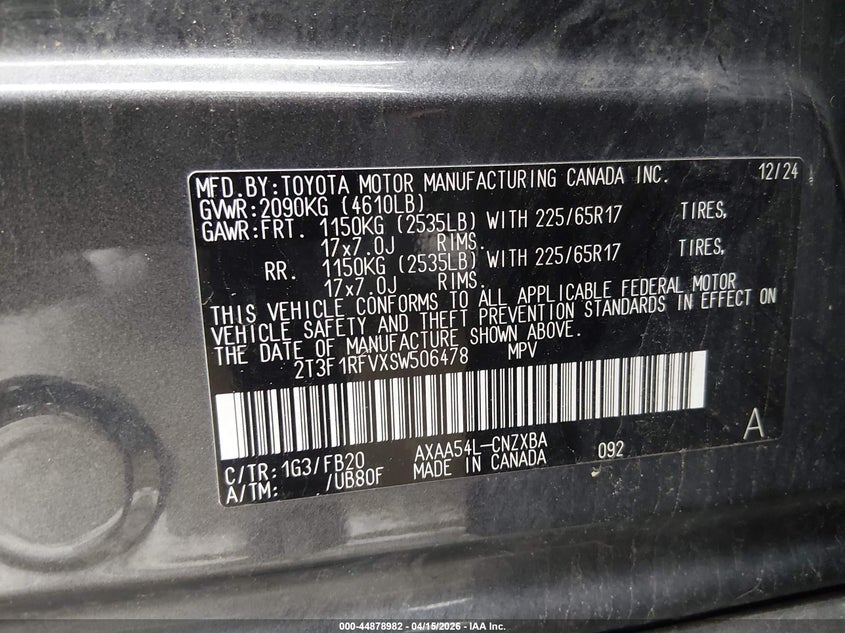 MFD.BY:TOYOTA MOTOR MANUFACTURING CANADA INC. 12/24
GVWR:2090KG (4610LB)
GAWR:FRT. 1150KG (2535LB) WITH 225/65R17 TIRES,
17x7.0J RIMS.
RR. 1150KG (2535LB) WITH 225/65R17 TIRES,
17x7.0J RIMS.
THIS VEHICLE CONFORMS TO ALL APPLICABLE FEDERAL MOTOR
VEHICLE SAFETY AND THEFT PREVENTION STANDARDS IN EFFECT ON
THE DATE OF MANUFACTURE SHOWN ABOVE.
2T3F1RFVXSW506478 MPV
A
C/TR:1G3/FB20 AXAA54L-CNZXBA 092
A/TM: /UB80F MADE IN CANADA
000-44878982 - 04/15/2026 - IAA Inc.